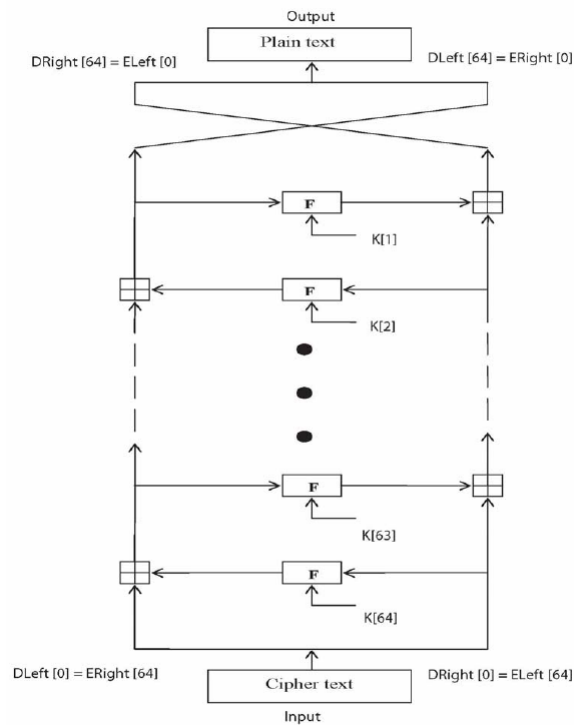 Output
Plain text
DRight [64] = ELeft [0]
DLeft [64] = ERight [0]
F
K[1]
F
K[2]
F
K[63]
F
K[64]
DLeft [0] = ERight [64]
DRight [0] = ELeft [64]
Cipher text
Input